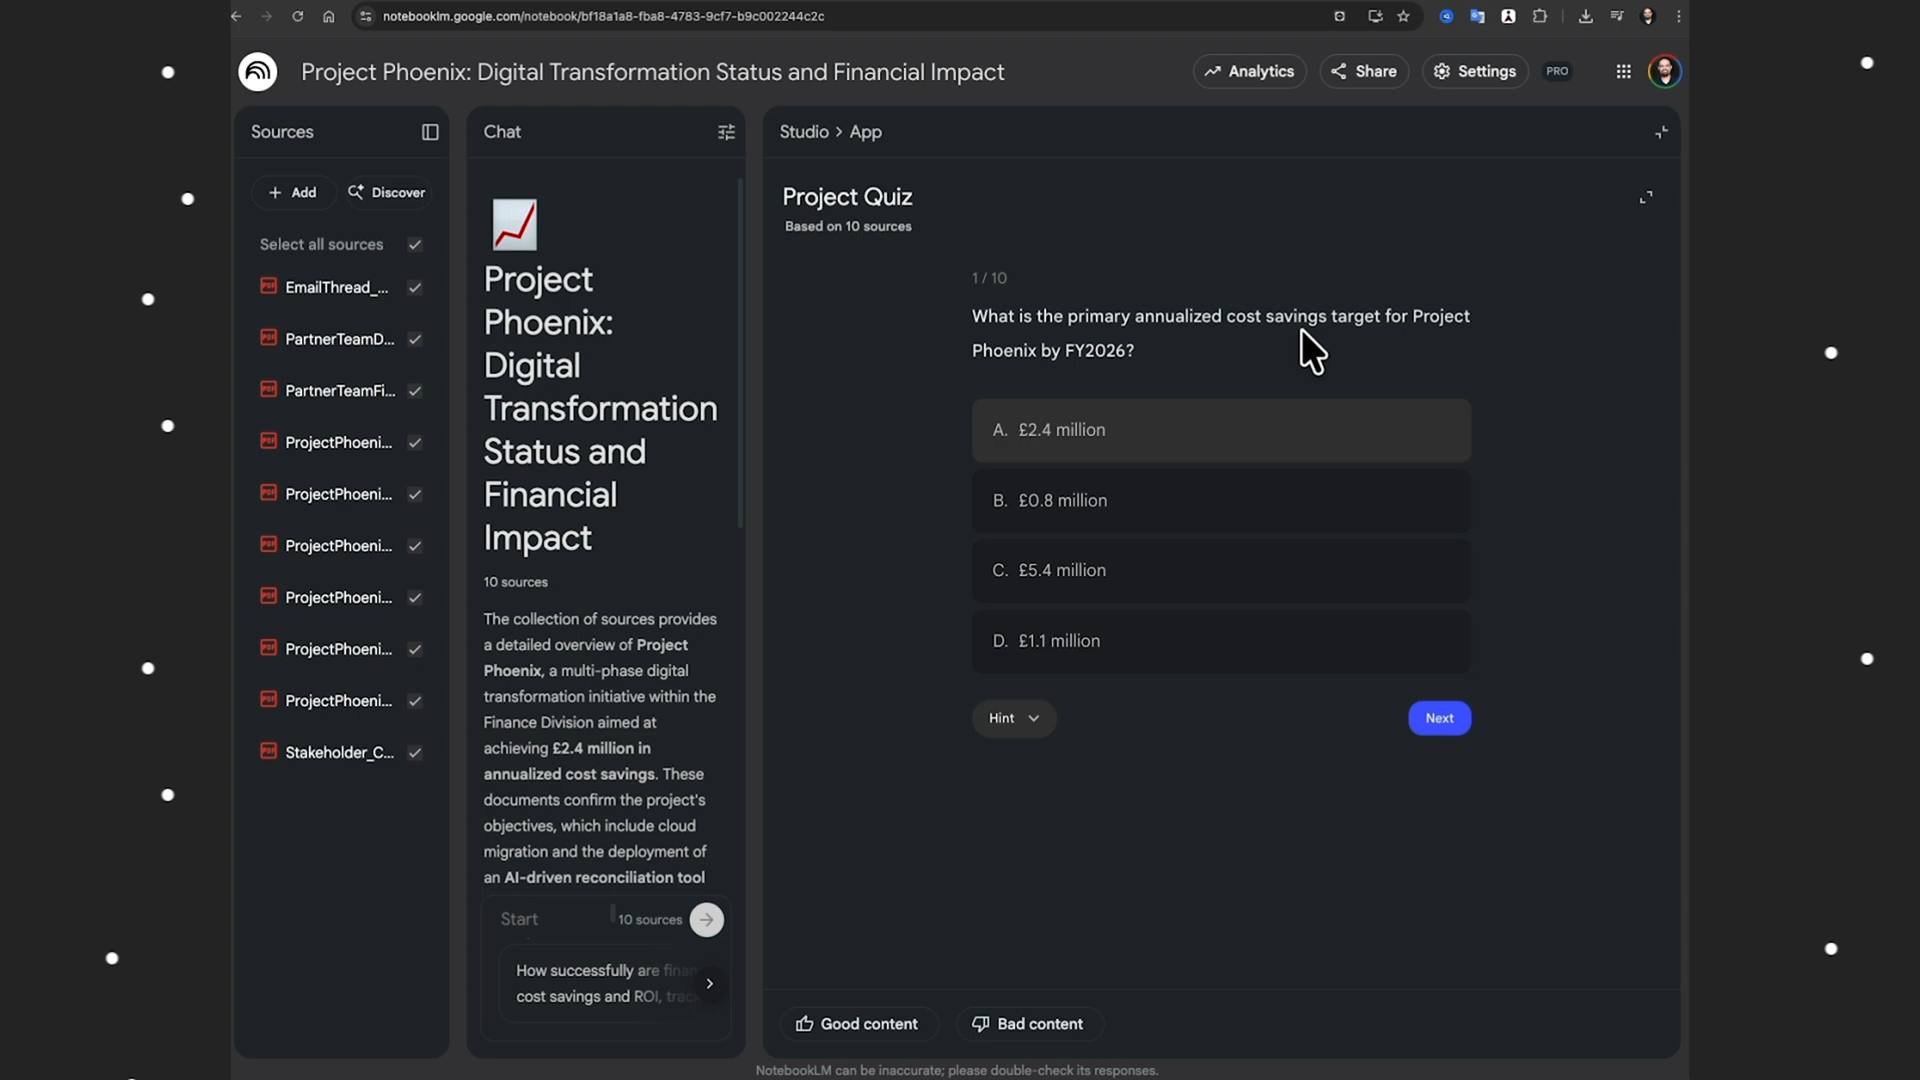 notebooklm.google.com/notebook/bf18a1a8-fba8-4783-9cf7-b9c002244c2c
Project Phoenix: Digital Transformation Status and Financial Impact
Analytics
Share
Settings
PRO
Sources
Add
Discover
Select all sources
EmailThread_...
PartnerTeamD...
PartnerTeamFi...
ProjectPhoeni...
ProjectPhoeni...
ProjectPhoeni...
ProjectPhoeni...
ProjectPhoeni...
ProjectPhoeni...
Stakeholder_C...
Chat
Project
Phoenix:
Digital
Transformation
Status and
Financial
Impact
10 sources
The collection of sources provides
a detailed overview of Project
Phoenix, a multi-phase digital
transformation initiative within the
Finance Division aimed at
achieving £2.4 million in
annualized cost savings. These
documents confirm the project's
objectives, which include cloud
migration and the deployment of
an AI-driven reconciliation tool
Start
10 sources
How successfully are finan
cost savings and ROI, trac
Studio > App
Project Quiz
Based on 10 sources
1 / 10
What is the primary annualized cost savings target for Project
Phoenix by FY2026?
A. £2.4 million
B. £0.8 million
C. £5.4 million
D. £1.1 million
Hint
Next
Good content
Bad content
NotebookLM can be inaccurate; please double-check its responses.